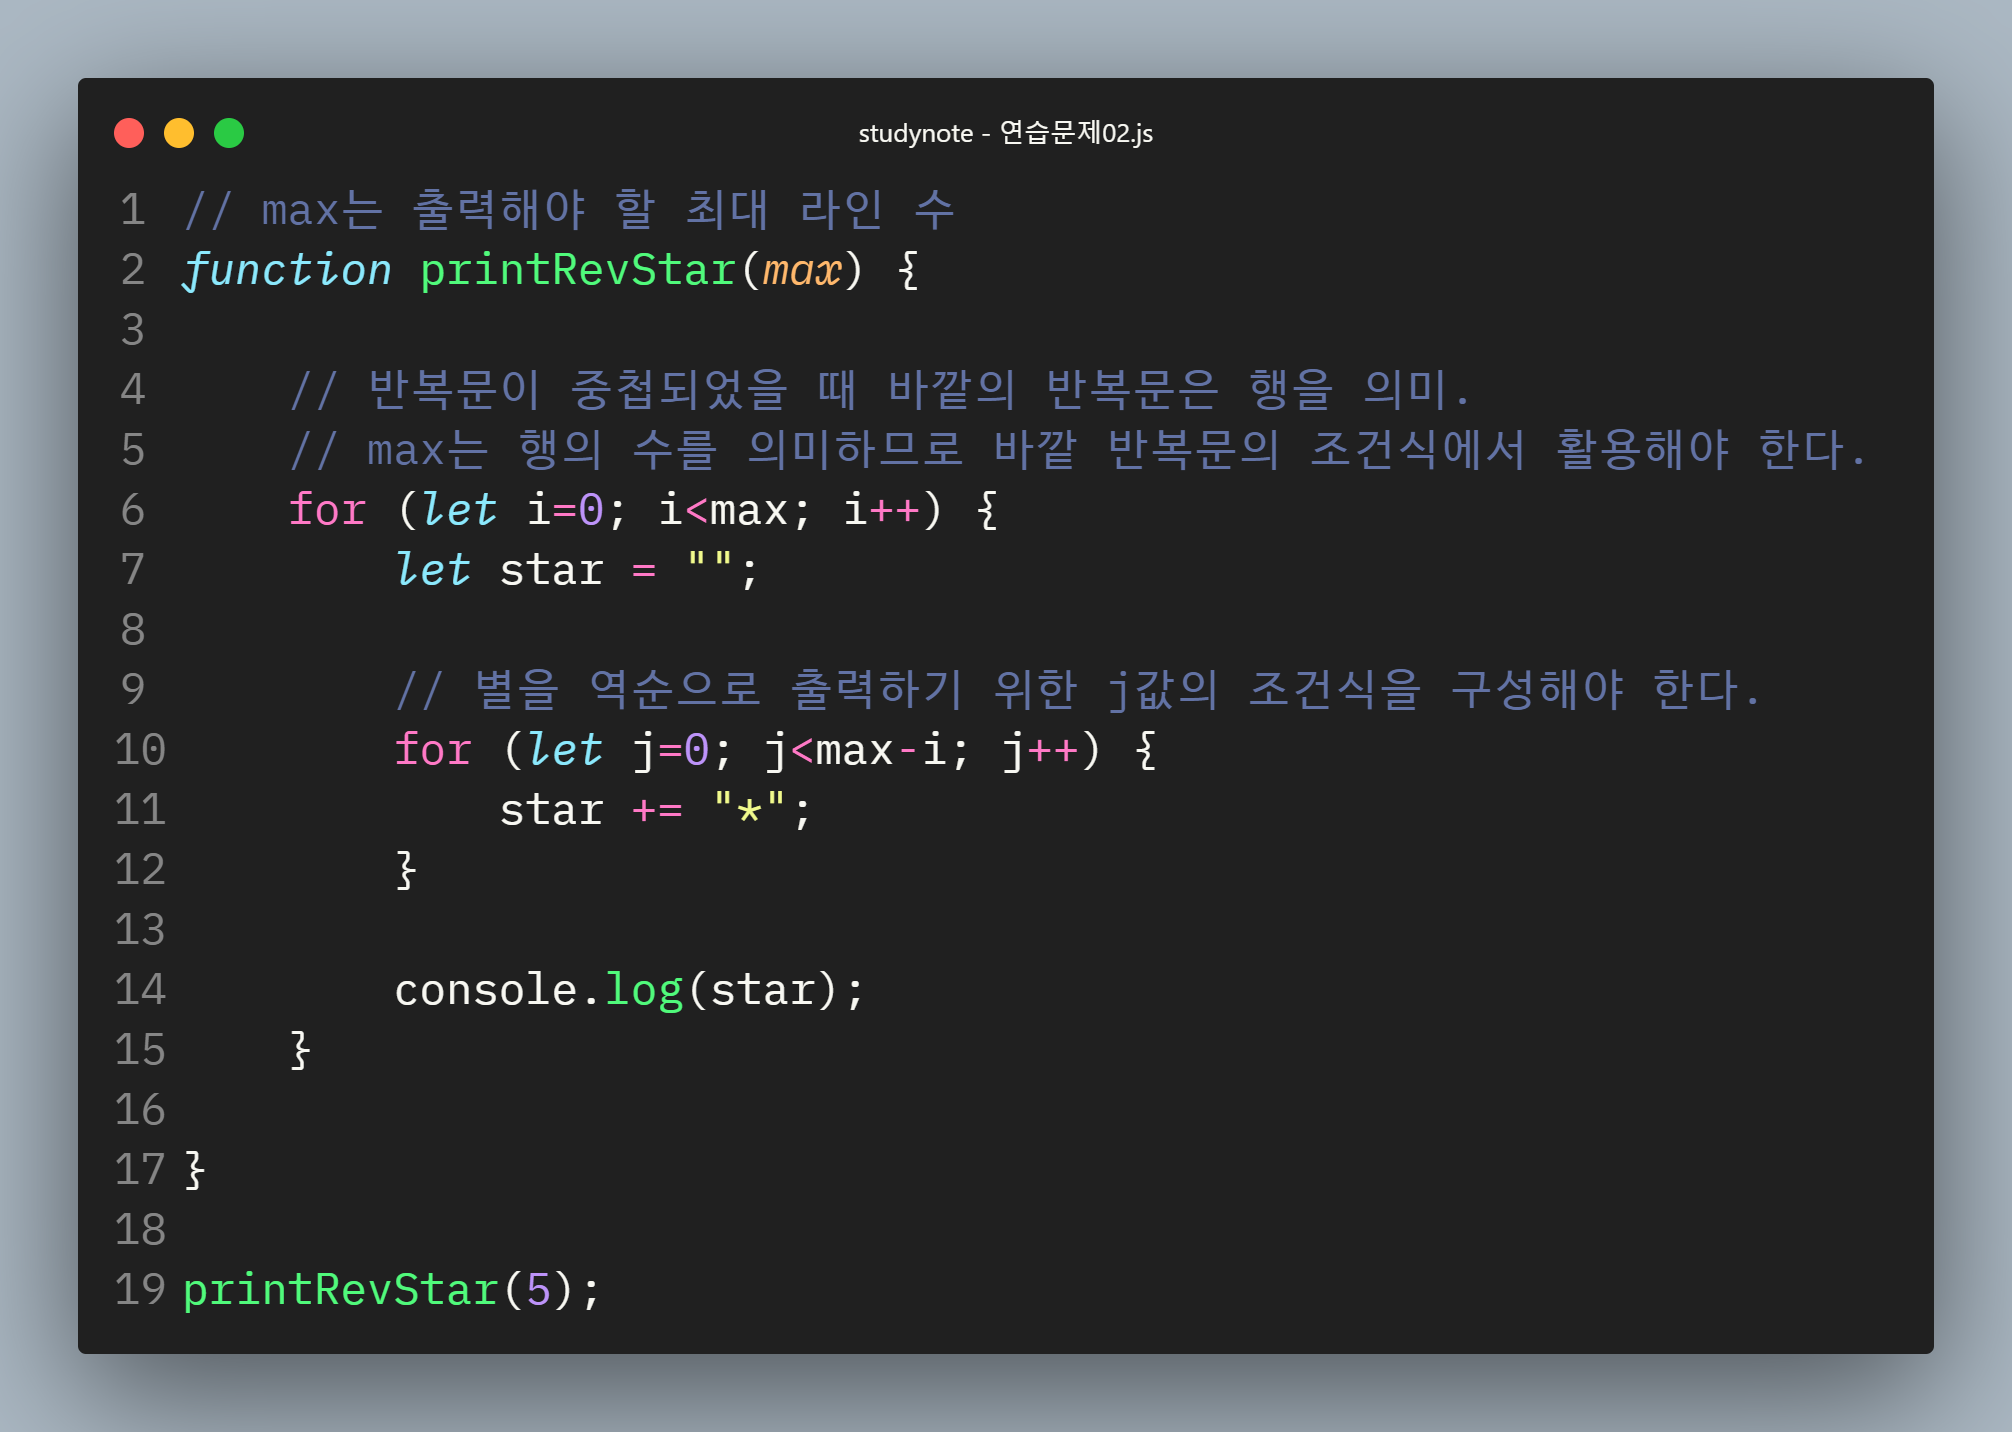 studynote - 연습문제02.js
1 // max는 출력해야 할 최대 라인 수
2 function printRevStar(max) {
3
4     // 반복문이 중첩되었을 때 바깥의 반복문은 행을 의미.
5     // max는 행의 수를 의미하므로 바깥 반복문의 조건식에서 활용해야 한다.
6     for (let i=0; i<max; i++) {
7         let star = "";
8
9         // 별을 역순으로 출력하기 위한 j값의 조건식을 구성해야 한다.
10         for (let j=0; j<max-i; j++) {
11             star += "*";
12         }
13
14         console.log(star);
15     }
16
17 }
18
19 printRevStar(5);